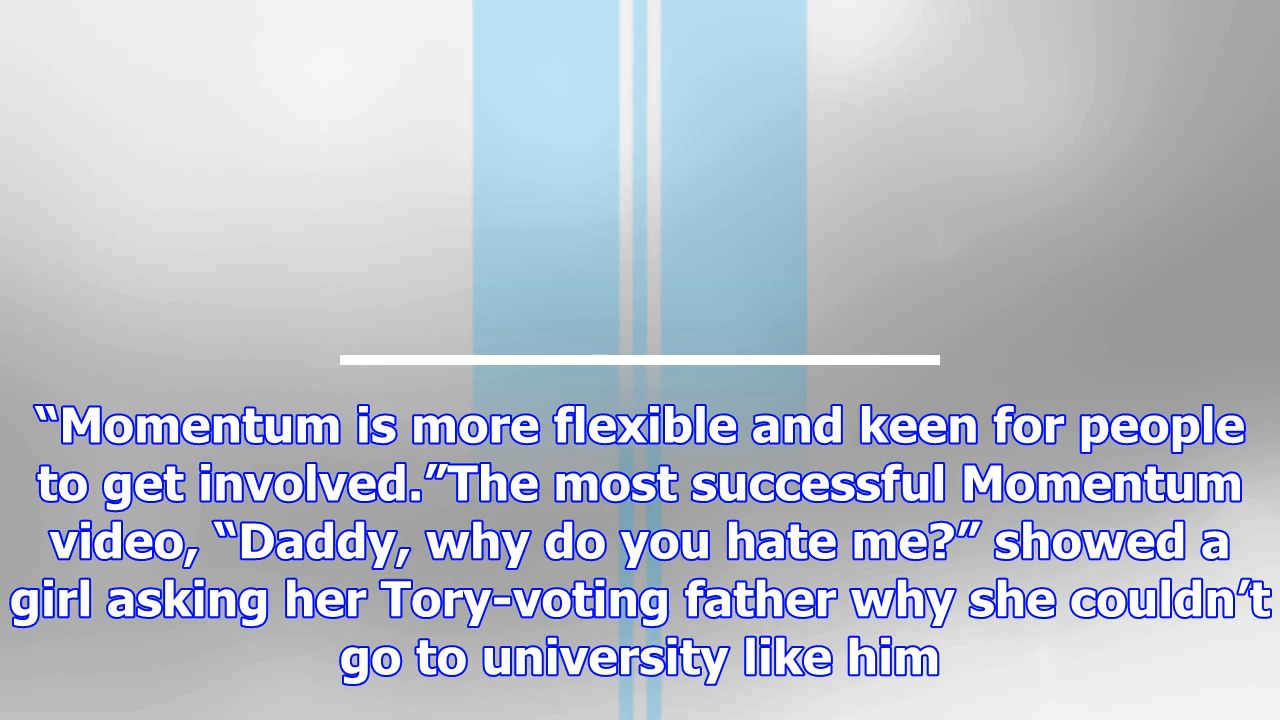 “Momentum is more flexible and keen for people
to get involved.”The most successful Momentum
video, “Daddy, why do you hate me?” showed a
girl asking her Tory-voting father why she couldn’t
go to university like him